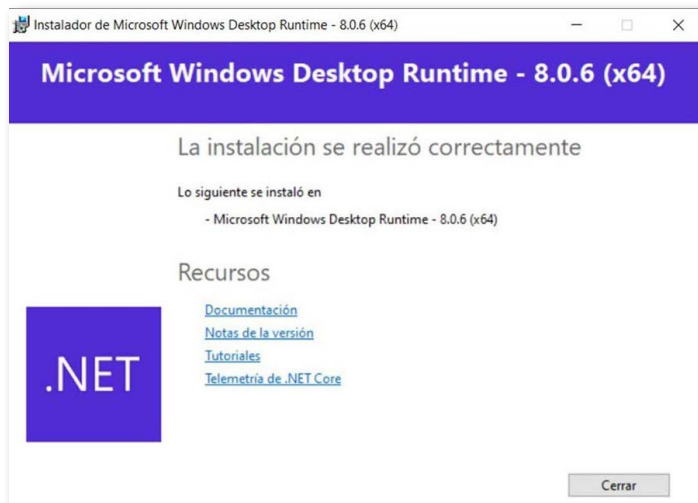 Instalador de Microsoft Windows Desktop Runtime - 8.0.6 (x64)
Microsoft Windows Desktop Runtime - 8.0.6 (x64)
La instalación se realizó correctamente
Lo siguiente se instaló en
- Microsoft Windows Desktop Runtime - 8.0.6 (x64)
Recursos
Documentación
Notas de la versión
Tutoriales
Telemetría de .NET Core
.NET
Cerrar